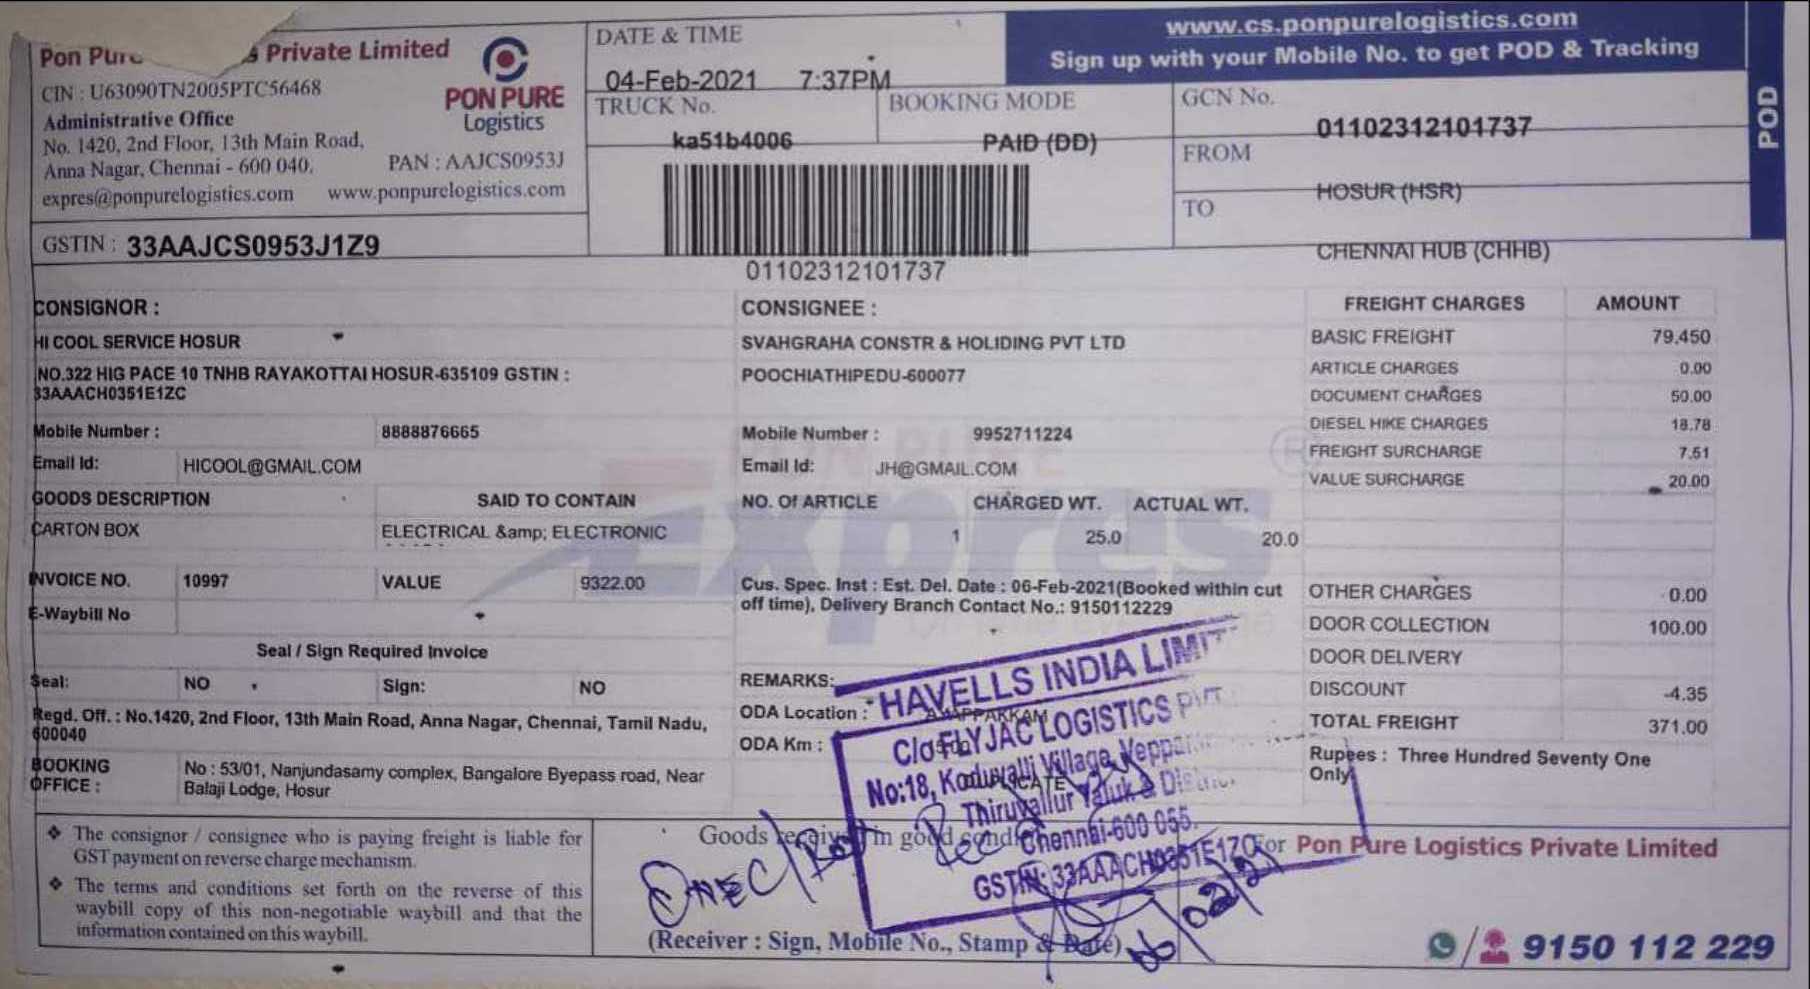 Pon Pure
s Private Limited
CIN : U63090TN2005PTC56468
Administrative Office
No. 1420, 2nd Floor, 13th Main Road,
Anna Nagar, Chennai - 600 040.
PAN : AAJCS0953J
expres@ponpurelogistics.com www.ponpurelogistics.com
PON PURE
Logistics
GSTIN : 33AAJCS0953J1Z9
DATE & TIME
04-Feb-2021 7:37PM
TRUCK No.
ka51b4006
BOOKING MODE
PAID (DD)
01102312101737
www.cs.ponpurelogistics.com
Sign up with your Mobile No. to get POD & Tracking
GCN No.
01102312101737
FROM
HOSUR (HSR)
TO
CHENNAI HUB (CHHB)
POD
CONSIGNOR :
HI COOL SERVICE HOSUR
NO.322 HIG PACE 10 TNHB RAYAKOTTAI HOSUR-635109 GSTIN :
33AAACH0351E1ZC
Mobile Number : 8888876665
Email Id: HICOOL@GMAIL.COM
GOODS DESCRIPTION SAID TO CONTAIN
CARTON BOX ELECTRICAL &amp; ELECTRONIC
INVOICE NO. 10997 VALUE 9322.00
E-Waybill No
Seal / Sign Required Invoice
Seal: NO Sign: NO
Regd. Off. : No.1420, 2nd Floor, 13th Main Road, Anna Nagar, Chennai, Tamil Nadu,
600040
BOOKING
OFFICE :
No : 53/01, Nanjundasamy complex, Bangalore Byepass road, Near
Balaji Lodge, Hosur
CONSIGNEE :
SVAHGRAHA CONSTR & HOLIDING PVT LTD
POOCHIATHIPEDU-600077
Mobile Number : 9952711224
Email Id: JH@GMAIL.COM
NO. Of ARTICLE CHARGED WT. ACTUAL WT.
1 25.0 20.0
Cus. Spec. Inst : Est. Del. Date : 06-Feb-2021(Booked within cut
off time), Delivery Branch Contact No.: 9150112229
REMARKS:
ODA Location :
ODA Km :
FREIGHT CHARGES AMOUNT
BASIC FREIGHT 79,450
ARTICLE CHARGES 0.00
DOCUMENT CHARGES 50.00
DIESEL HIKE CHARGES 18.78
FREIGHT SURCHARGE 7.51
VALUE SURCHARGE 20.00
OTHER CHARGES 0.00
DOOR COLLECTION 100.00
DOOR DELIVERY
DISCOUNT -4.35
TOTAL FREIGHT 371.00
Rupees : Three Hundred Seventy One
Only
PON PURE
Expres ®
HAVELLS INDIA LIMIT
C/o FLYJAC LOGISTICS PVT
No:18, Koduvalli Village,
Thiruvallur Taluk & District
Chennai-600 055.
❖ The consignor / consignee who is paying freight is liable for
GST payment on reverse charge mechanism.
❖ The terms and conditions set forth on the reverse of this
waybill copy of this non-negotiable waybill and that the
information contained on this waybill.
Goods received in good
(Receiver : Sign, Mobile No., Stamp & Date)
06/02/21
For Pon Pure Logistics Private Limited
9150 112 229